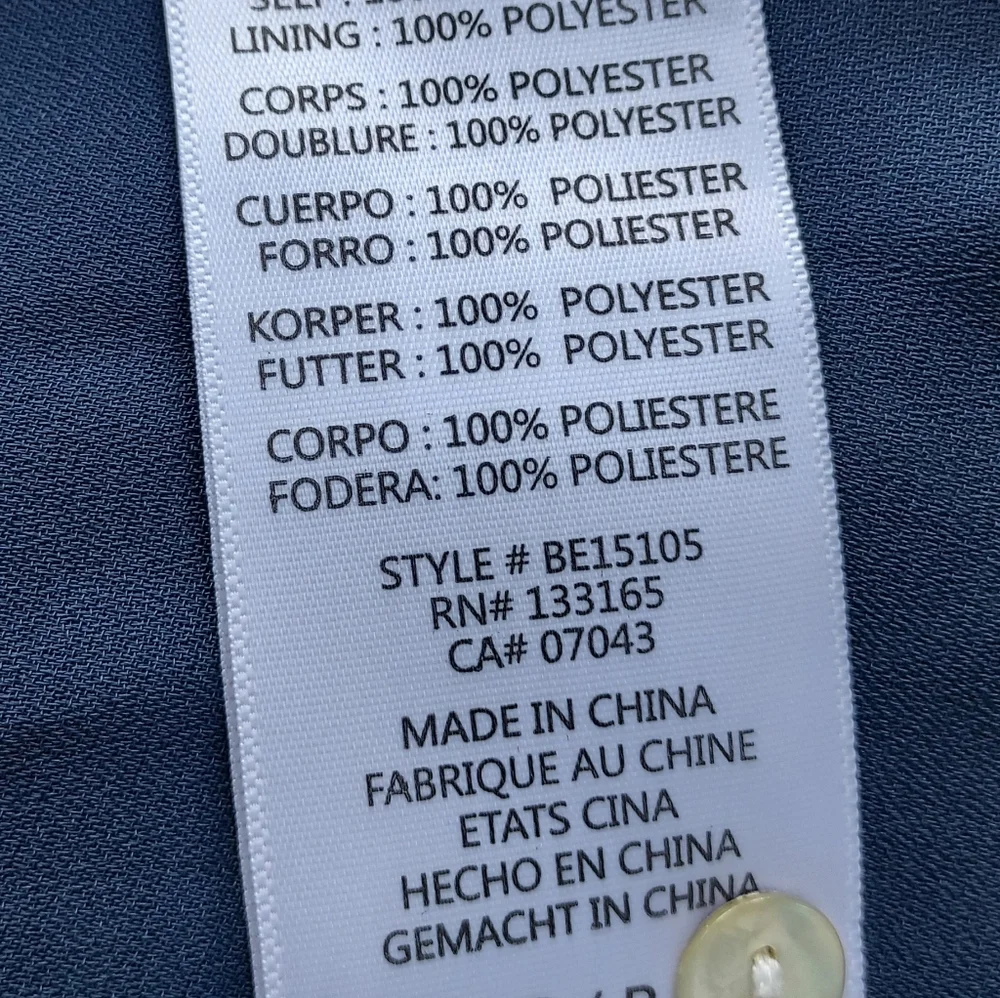 SELF :
LINING : 100% POLYESTER
CORPS : 100% POLYESTER
DOUBLURE : 100% POLYESTER
CUERPO : 100% POLIESTER
FORRO : 100% POLIESTER
KORPER : 100% POLYESTER
FUTTER : 100% POLYESTER
CORPO : 100% POLIESTERE
FODERA: 100% POLIESTERE
STYLE # BE15105
RN# 133165
CA# 07043
MADE IN CHINA
FABRIQUE AU CHINE
ETATS CINA
HECHO EN CHINA
GEMACHT IN CHINA